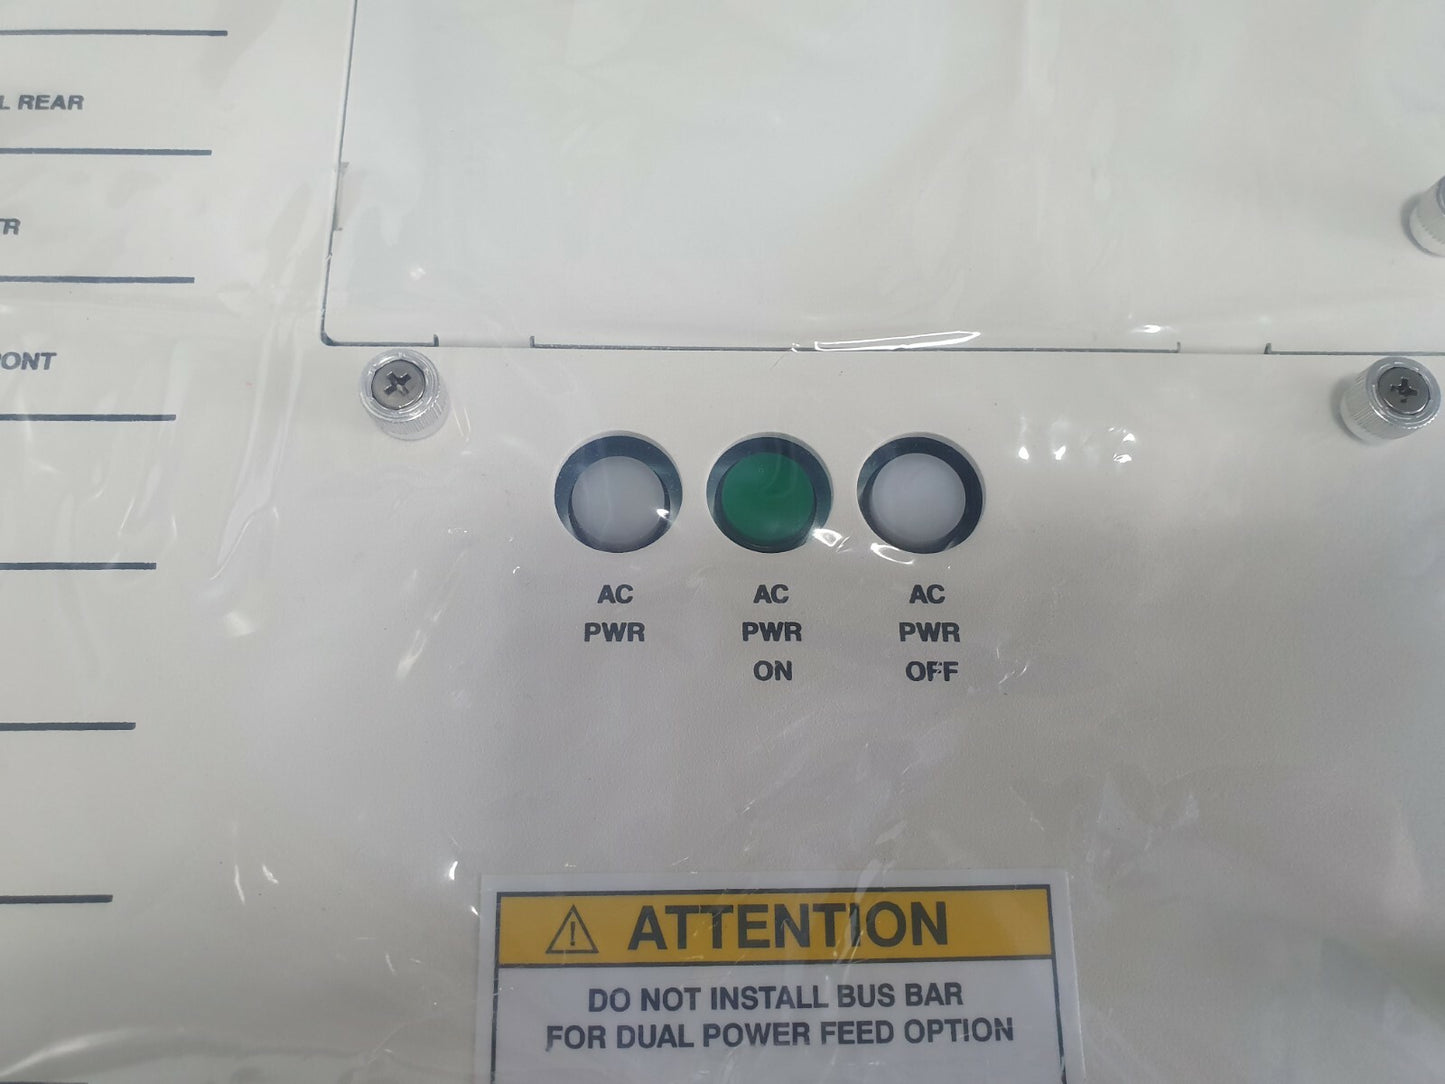 REAR
AC
PWR
AC
PWR
ON
AC
PWR
OFF
ATTENTION
DO NOT INSTALL BUS BAR
FOR DUAL POWER FEED OPTION